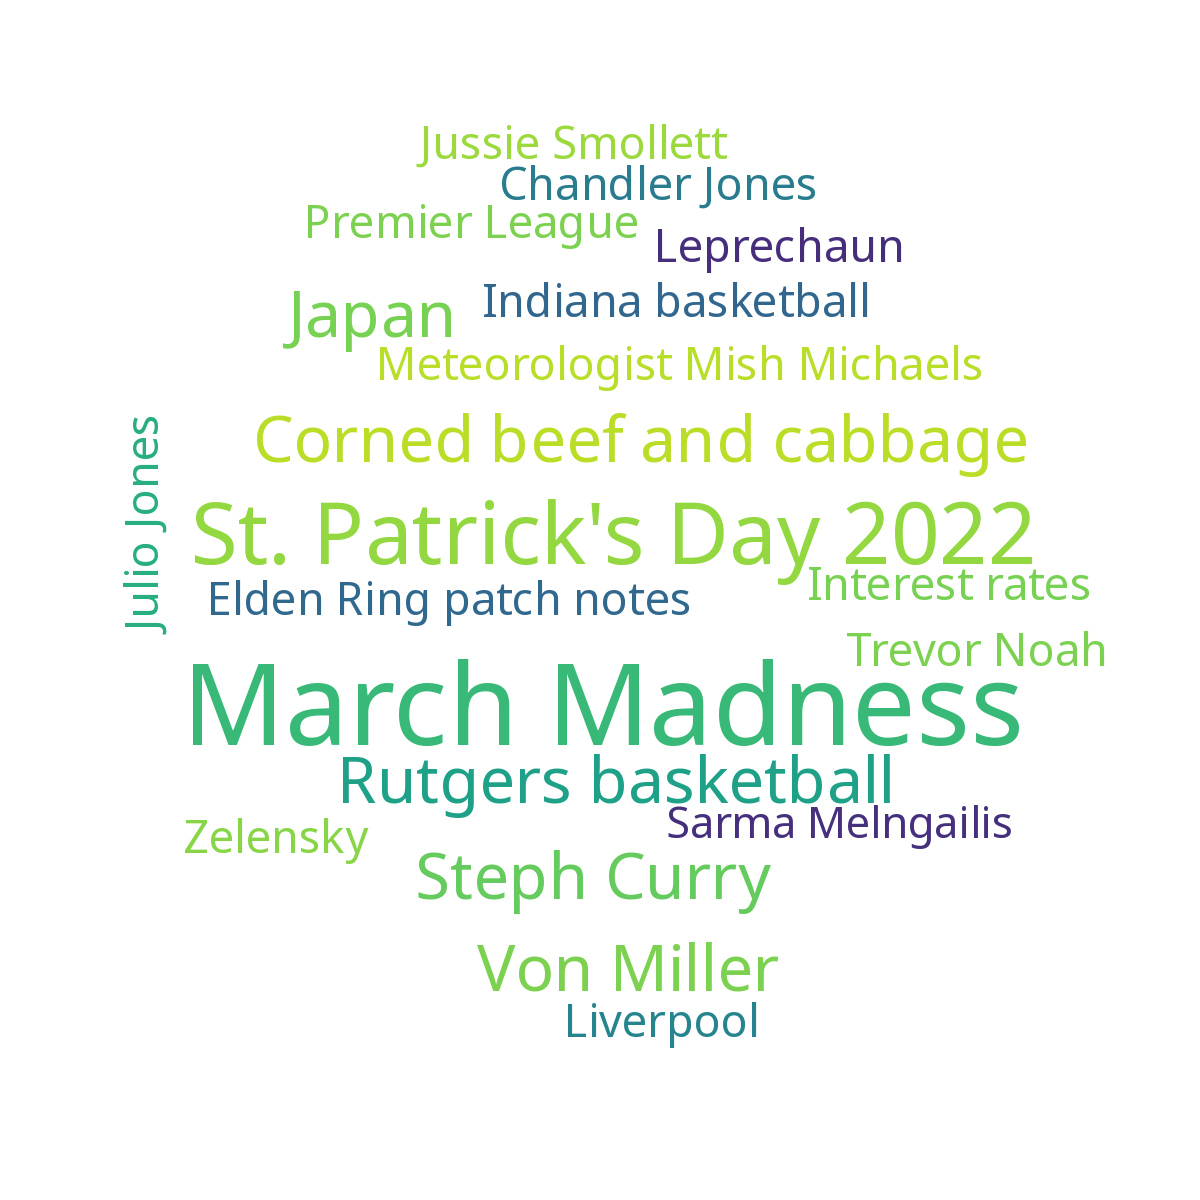 Jussie Smollett
Chandler Jones
Premier League
Leprechaun
Japan
Indiana basketball
Meteorologist Mish Michaels
Corned beef and cabbage
Julio Jones
St. Patrick's Day 2022
Interest rates
Elden Ring patch notes
Trevor Noah
March Madness
Rutgers basketball
Sarma Melngailis
Zelensky
Steph Curry
Von Miller
Liverpool